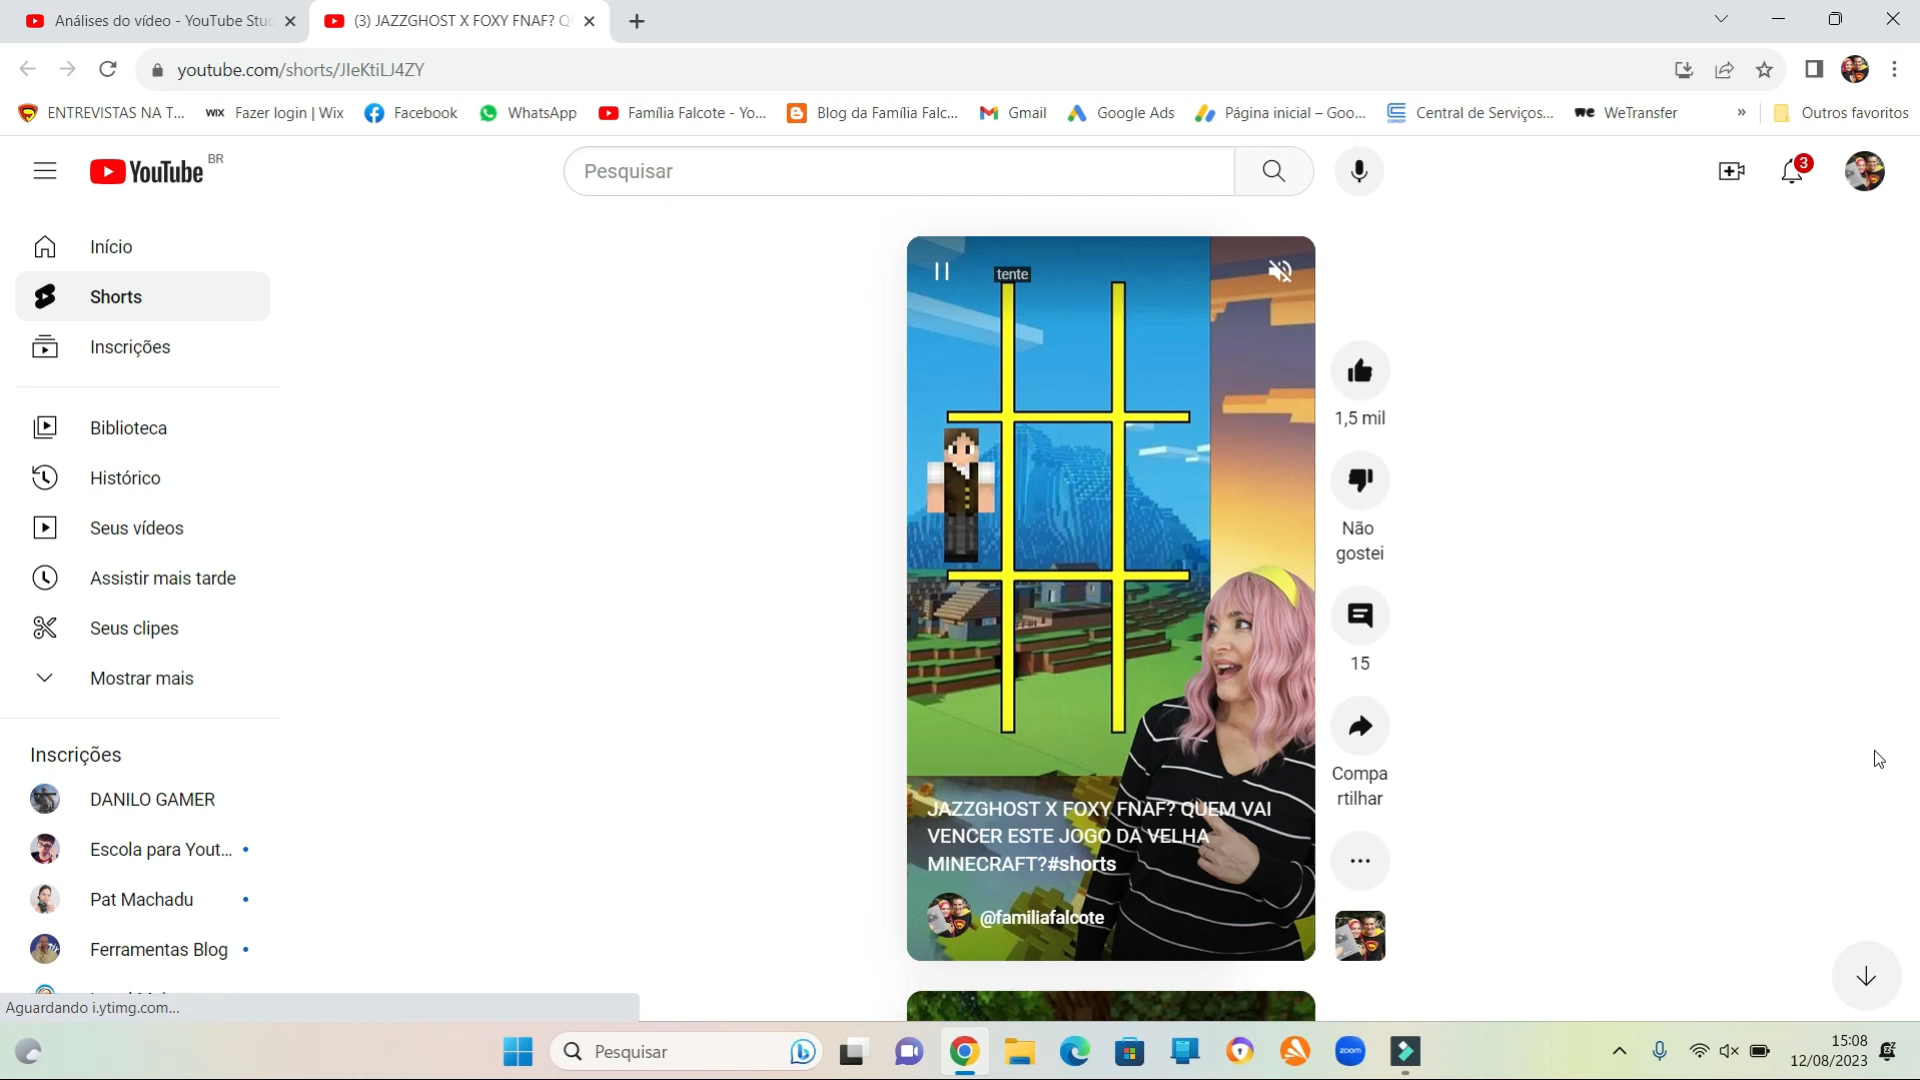 Análises do vídeo - YouTube Stu
(3) JAZZGHOST X FOXY FNAF? Q
youtube.com/shorts/JIeKtiLJ4ZY
ENTREVISTAS NA T...
WIX Fazer login | Wix
Facebook
WhatsApp
Família Falcote - Yo...
Blog da Família Falc...
Gmail
Google Ads
Página inicial – Goo...
Central de Serviços...
we WeTransfer
»
Outros favoritos
YouTube BR
Pesquisar
3
Início
Shorts
Inscrições
Biblioteca
Histórico
Seus vídeos
Assistir mais tarde
Seus clipes
Mostrar mais
Inscrições
DANILO GAMER
Escola para Yout...
Pat Machadu
Ferramentas Blog
tente
JAZZGHOST X FOXY FNAF? QUEM VAI
VENCER ESTE JOGO DA VELHA
MINECRAFT?#shorts
@familiafalcote
1,5 mil
Não
gostei
15
Compa
rtilhar
Aguardando i.ytimg.com...
Pesquisar
zoom
15:08
12/08/2023